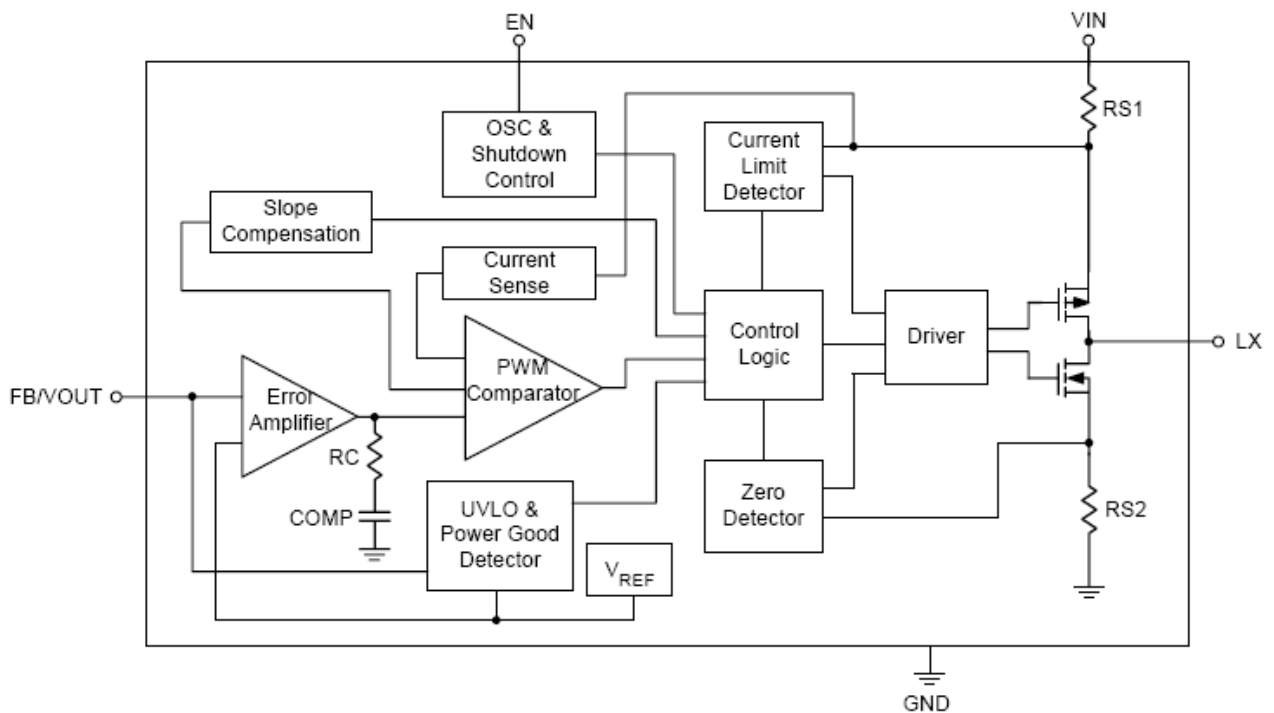 EN
VIN
RS1
OSC &
Shutdown
Control
Current
Limit
Detector
Slope
Compensation
Current
Sense
Control
Logic
Driver
LX
PWM
Comparator
FB/VOUT
Error
Amplifier
RC
COMP
UVLO &
Power Good
Detector
VREF
Zero
Detector
RS2
GND